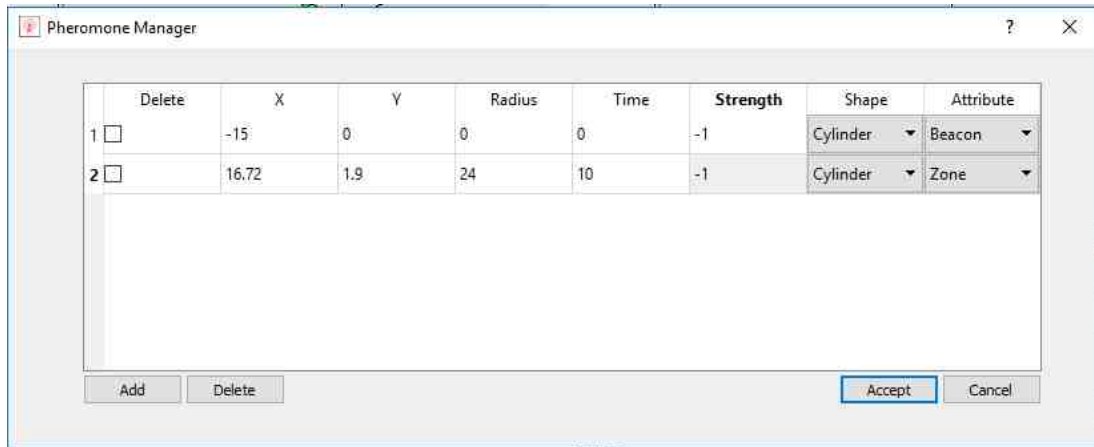 Pheromone Manager ?
Delete X Y Radius Time Strength Shape Attribute
1 -15 0 0 0 -1 Cylinder Beacon
2 16.72 1.9 24 10 -1 Cylinder Zone
Add Delete Accept Cancel